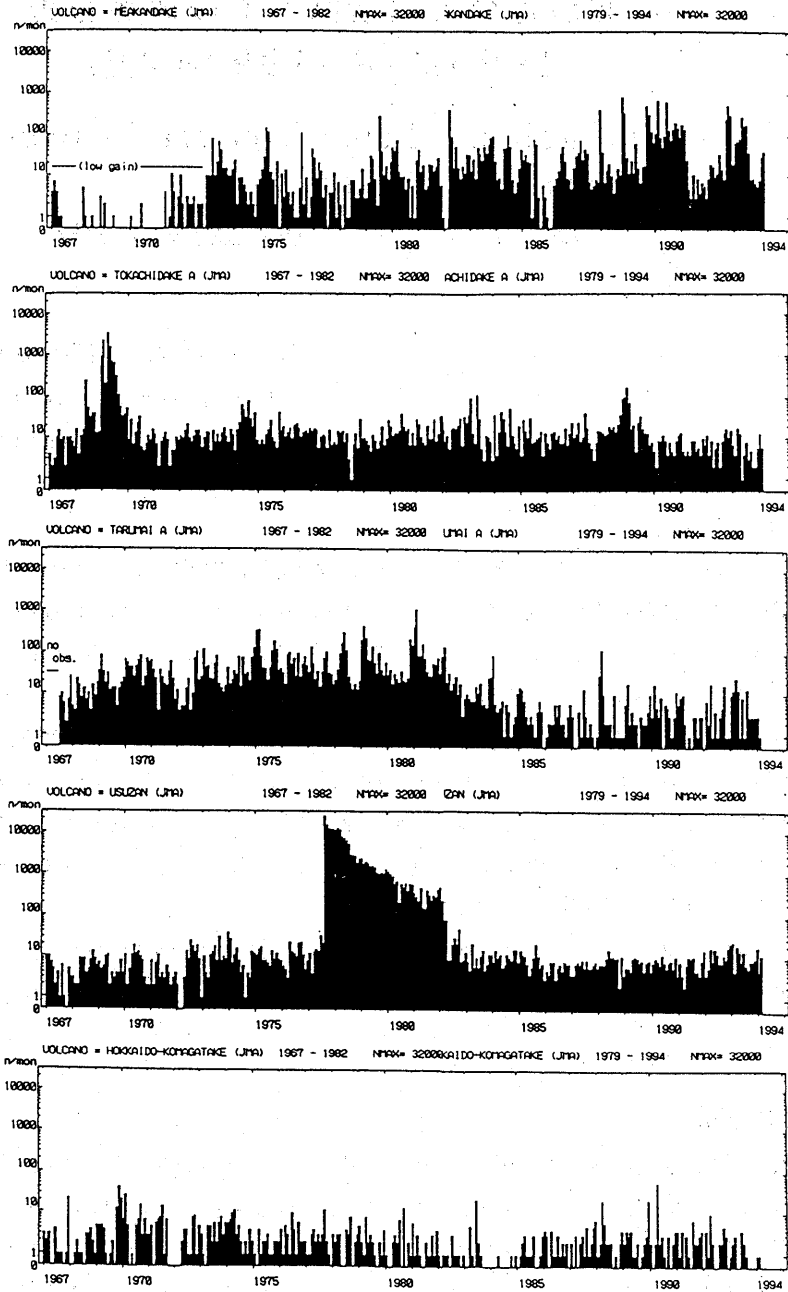 VOLCANO = MEAKANDAKE (JMA) 1967 - 1982 NMAX= 32000 KANDAKE (JMA) 1979 - 1994 NMAX= 32000
n/mon
10000
1000
100
10
(low gain)
1
0
1967 1970 1975 1980 1985 1990 1994
VOLCANO = TOKACHIDAKE A (JMA) 1967 - 1982 NMAX= 32000 ACHIDAKE A (JMA) 1979 - 1994 NMAX= 32000
n/mon
10000
1000
100
10
1
0
1967 1970 1975 1980 1985 1990 1994
VOLCANO = TARUMAI A (JMA) 1967 - 1982 NMAX= 32000 UMAI A (JMA) 1979 - 1994 NMAX= 32000
n/mon
10000
1000
100
no
obs.
10
1
0
1967 1970 1975 1980 1985 1990 1994
VOLCANO = USUZAN (JMA) 1967 - 1982 NMAX= 32000 IZAN (JMA) 1979 - 1994 NMAX= 32000
n/mon
10000
1000
100
10
1
0
1967 1970 1975 1980 1985 1990 1994
VOLCANO = HOKKAIDO-KOMAGATAKE (JMA) 1967 - 1982 NMAX= 32000KAIDO-KOMAGATAKE (JMA) 1979 - 1994 NMAX= 32000
n/mon
10000
1000
100
10
1
0
1967 1970 1975 1980 1985 1990 1994